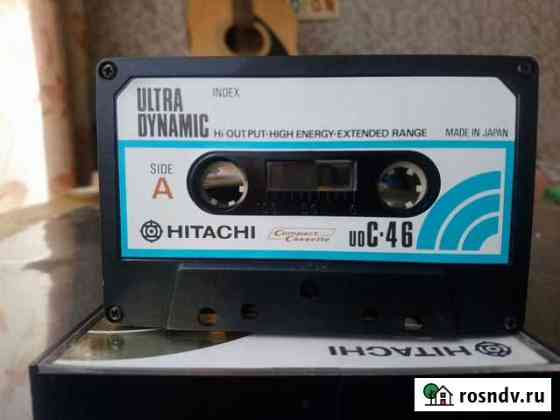 ULTRA
DYNAMIC
INDEX
Hi OUTPUT·HIGH ENERGY·EXTENDED RANGE
MADE IN JAPAN
SIDE
A
HITACHI
Compact
Cassette
UDC·46
HITACHI
rosndv.ru